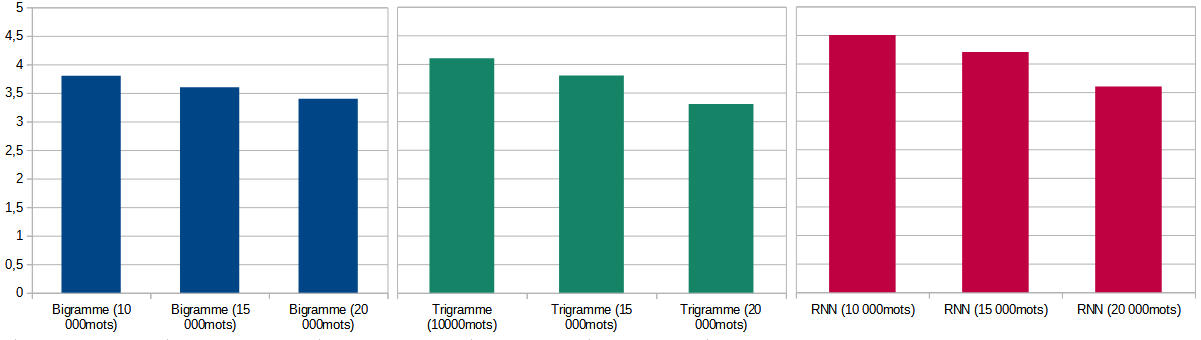 5
4,5
4
3,5
3
2,5
2
1,5
1
0,5
0
Bigramme (10
000mots)
Bigramme (15
000mots)
Bigramme (20
000mots)
Trigramme
(10000mots)
Trigramme (15
000mots)
Trigramme (20
000mots)
RNN (10 000mots)
RNN (15 000mots)
RNN (20 000mots)